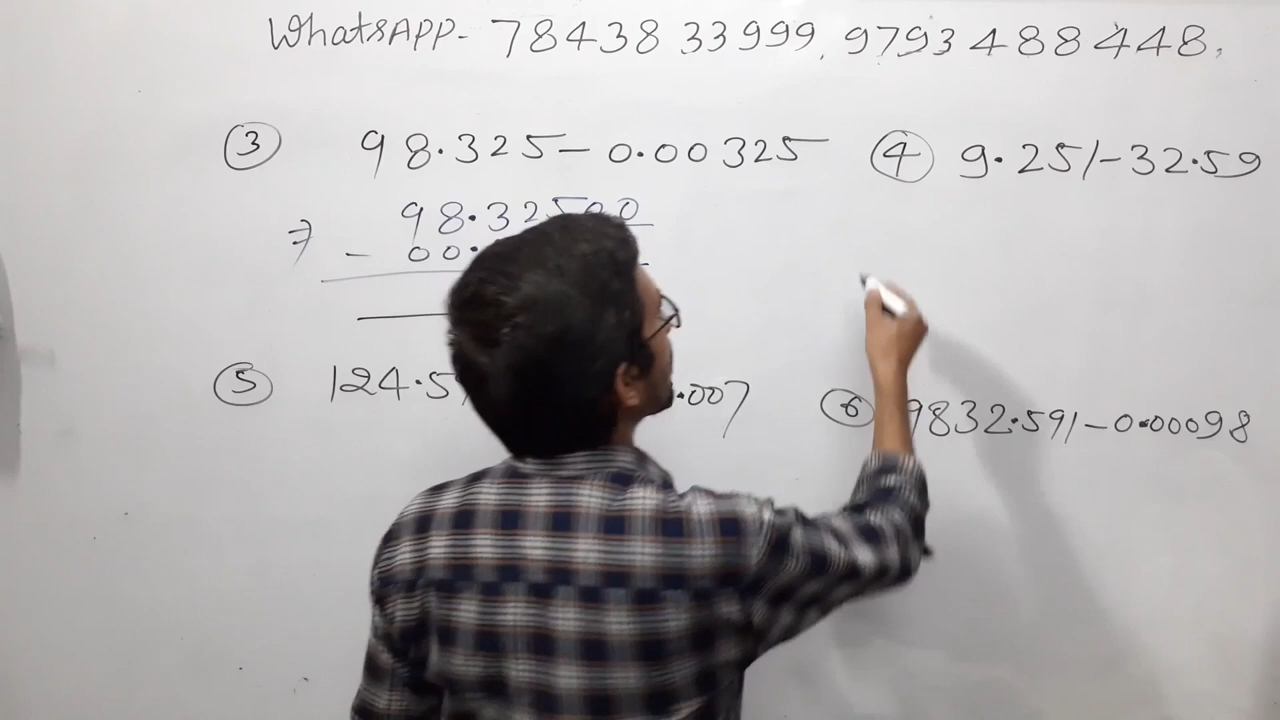 WhatsAPP- 7843833999, 9793488448,
③ 98.325-0.00325
④ 9.251-32.59
⇒ 98.32500
- 00.
⑤ 124.5 .007
⑥ 9832.591-0.00098